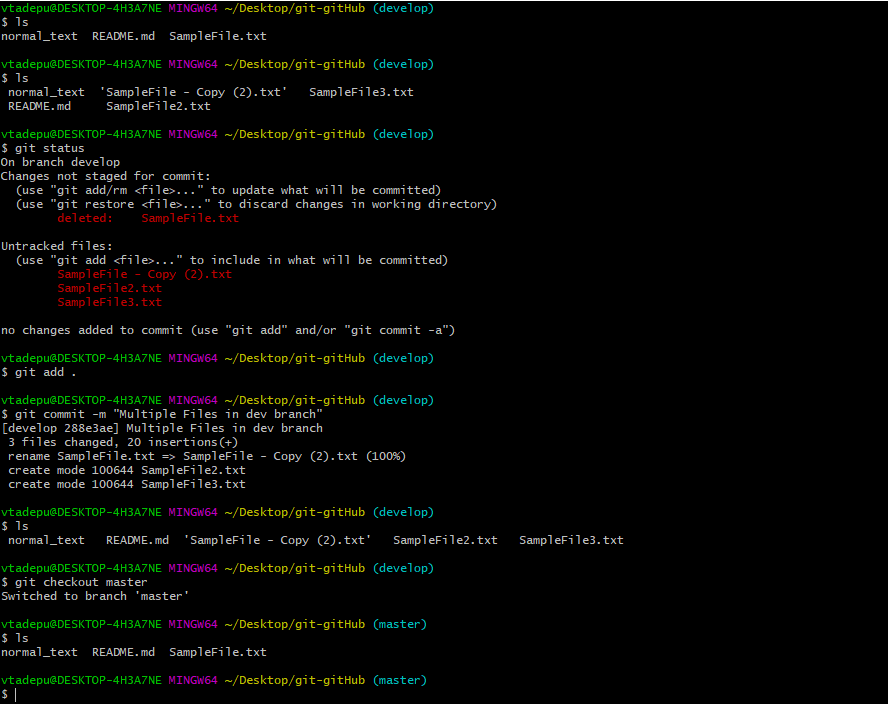 vtadepu@DESKTOP-4H3A7NE MINGW64 ~/Desktop/git-gitHub (develop)
$ ls
normal_text  README.md  SampleFile.txt

vtadepu@DESKTOP-4H3A7NE MINGW64 ~/Desktop/git-gitHub (develop)
$ ls
 normal_text  'SampleFile - Copy (2).txt'   SampleFile3.txt
 README.md     SampleFile2.txt

vtadepu@DESKTOP-4H3A7NE MINGW64 ~/Desktop/git-gitHub (develop)
$ git status
On branch develop
Changes not staged for commit:
  (use "git add/rm <file>..." to update what will be committed)
  (use "git restore <file>..." to discard changes in working directory)
        deleted:    SampleFile.txt

Untracked files:
  (use "git add <file>..." to include in what will be committed)
        SampleFile - Copy (2).txt
        SampleFile2.txt
        SampleFile3.txt

no changes added to commit (use "git add" and/or "git commit -a")

vtadepu@DESKTOP-4H3A7NE MINGW64 ~/Desktop/git-gitHub (develop)
$ git add .

vtadepu@DESKTOP-4H3A7NE MINGW64 ~/Desktop/git-gitHub (develop)
$ git commit -m "Multiple Files in dev branch"
[develop 288e3ae] Multiple Files in dev branch
 3 files changed, 20 insertions(+)
 rename SampleFile.txt => SampleFile - Copy (2).txt (100%)
 create mode 100644 SampleFile2.txt
 create mode 100644 SampleFile3.txt

vtadepu@DESKTOP-4H3A7NE MINGW64 ~/Desktop/git-gitHub (develop)
$ ls
 normal_text   README.md  'SampleFile - Copy (2).txt'   SampleFile2.txt   SampleFile3.txt

vtadepu@DESKTOP-4H3A7NE MINGW64 ~/Desktop/git-gitHub (develop)
$ git checkout master
Switched to branch 'master'

vtadepu@DESKTOP-4H3A7NE MINGW64 ~/Desktop/git-gitHub (master)
$ ls
normal_text  README.md  SampleFile.txt

vtadepu@DESKTOP-4H3A7NE MINGW64 ~/Desktop/git-gitHub (master)
$